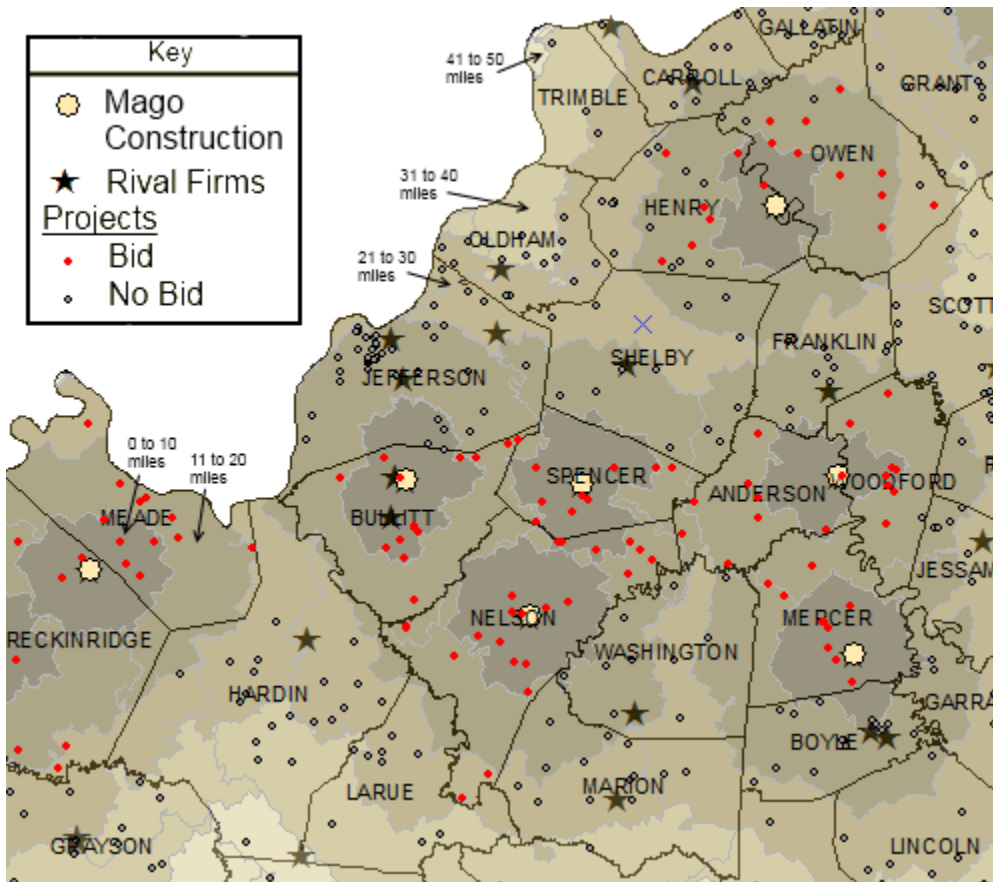 Key
Mago
Construction
Rival Firms
Projects
Bid
No Bid
GALLATIN
41 to 50
miles
CARROLL
GRANT
TRIMBLE
OWEN
31 to 40
miles
HENRY
OLDHAM
21 to 30
miles
SCOTT
FRANKLIN
SHELBY
JEFFERSON
0 to 10
miles
11 to 20
miles
SPENCER
ANDERSON
WOODFORD
MEADE
BULLITT
JESSAM
NELSON
MERCER
RECKINRIDGE
WASHINGTON
HARDIN
GARRA
BOYLE
MARION
LARUE
GRAYSON
LINCOLN